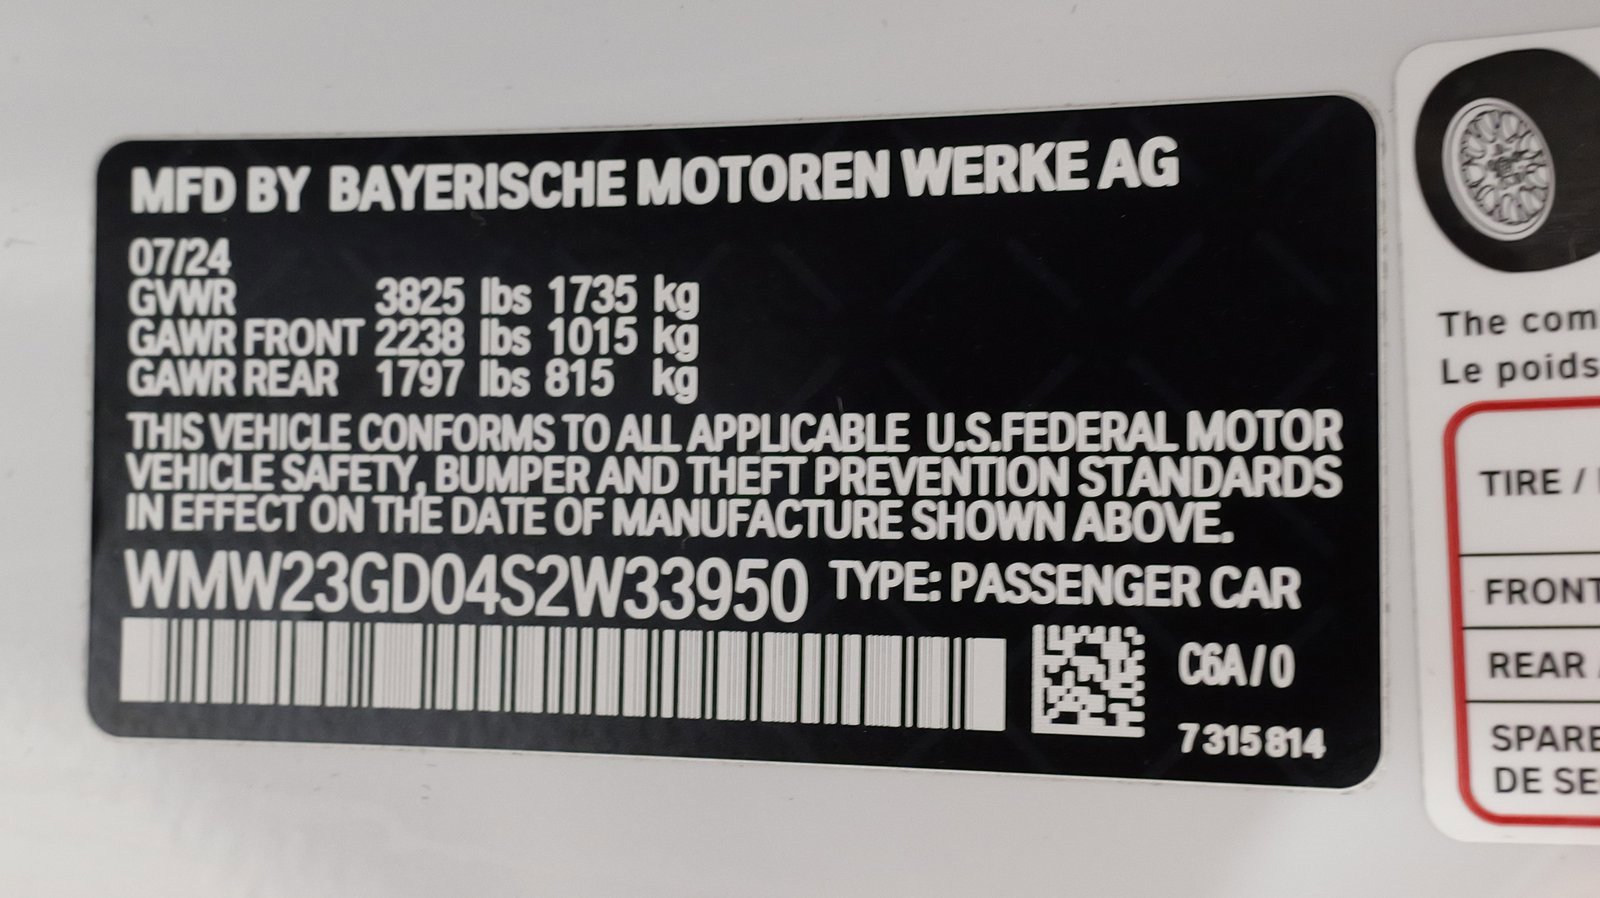 MFD BY BAYERISCHE MOTOREN WERKE AG
07/24
GVWR 3825 lbs 1735 kg
GAWR FRONT 2238 lbs 1015 kg
GAWR REAR 1797 lbs 815 kg
THIS VEHICLE CONFORMS TO ALL APPLICABLE U.S.FEDERAL MOTOR
VEHICLE SAFETY, BUMPER AND THEFT PREVENTION STANDARDS
IN EFFECT ON THE DATE OF MANUFACTURE SHOWN ABOVE.
WMW23GD04S2W33950 TYPE: PASSENGER CAR
C6A/0
7315814
The com
Le poids
TIRE /
FRONT
REAR
SPARE
DE SE